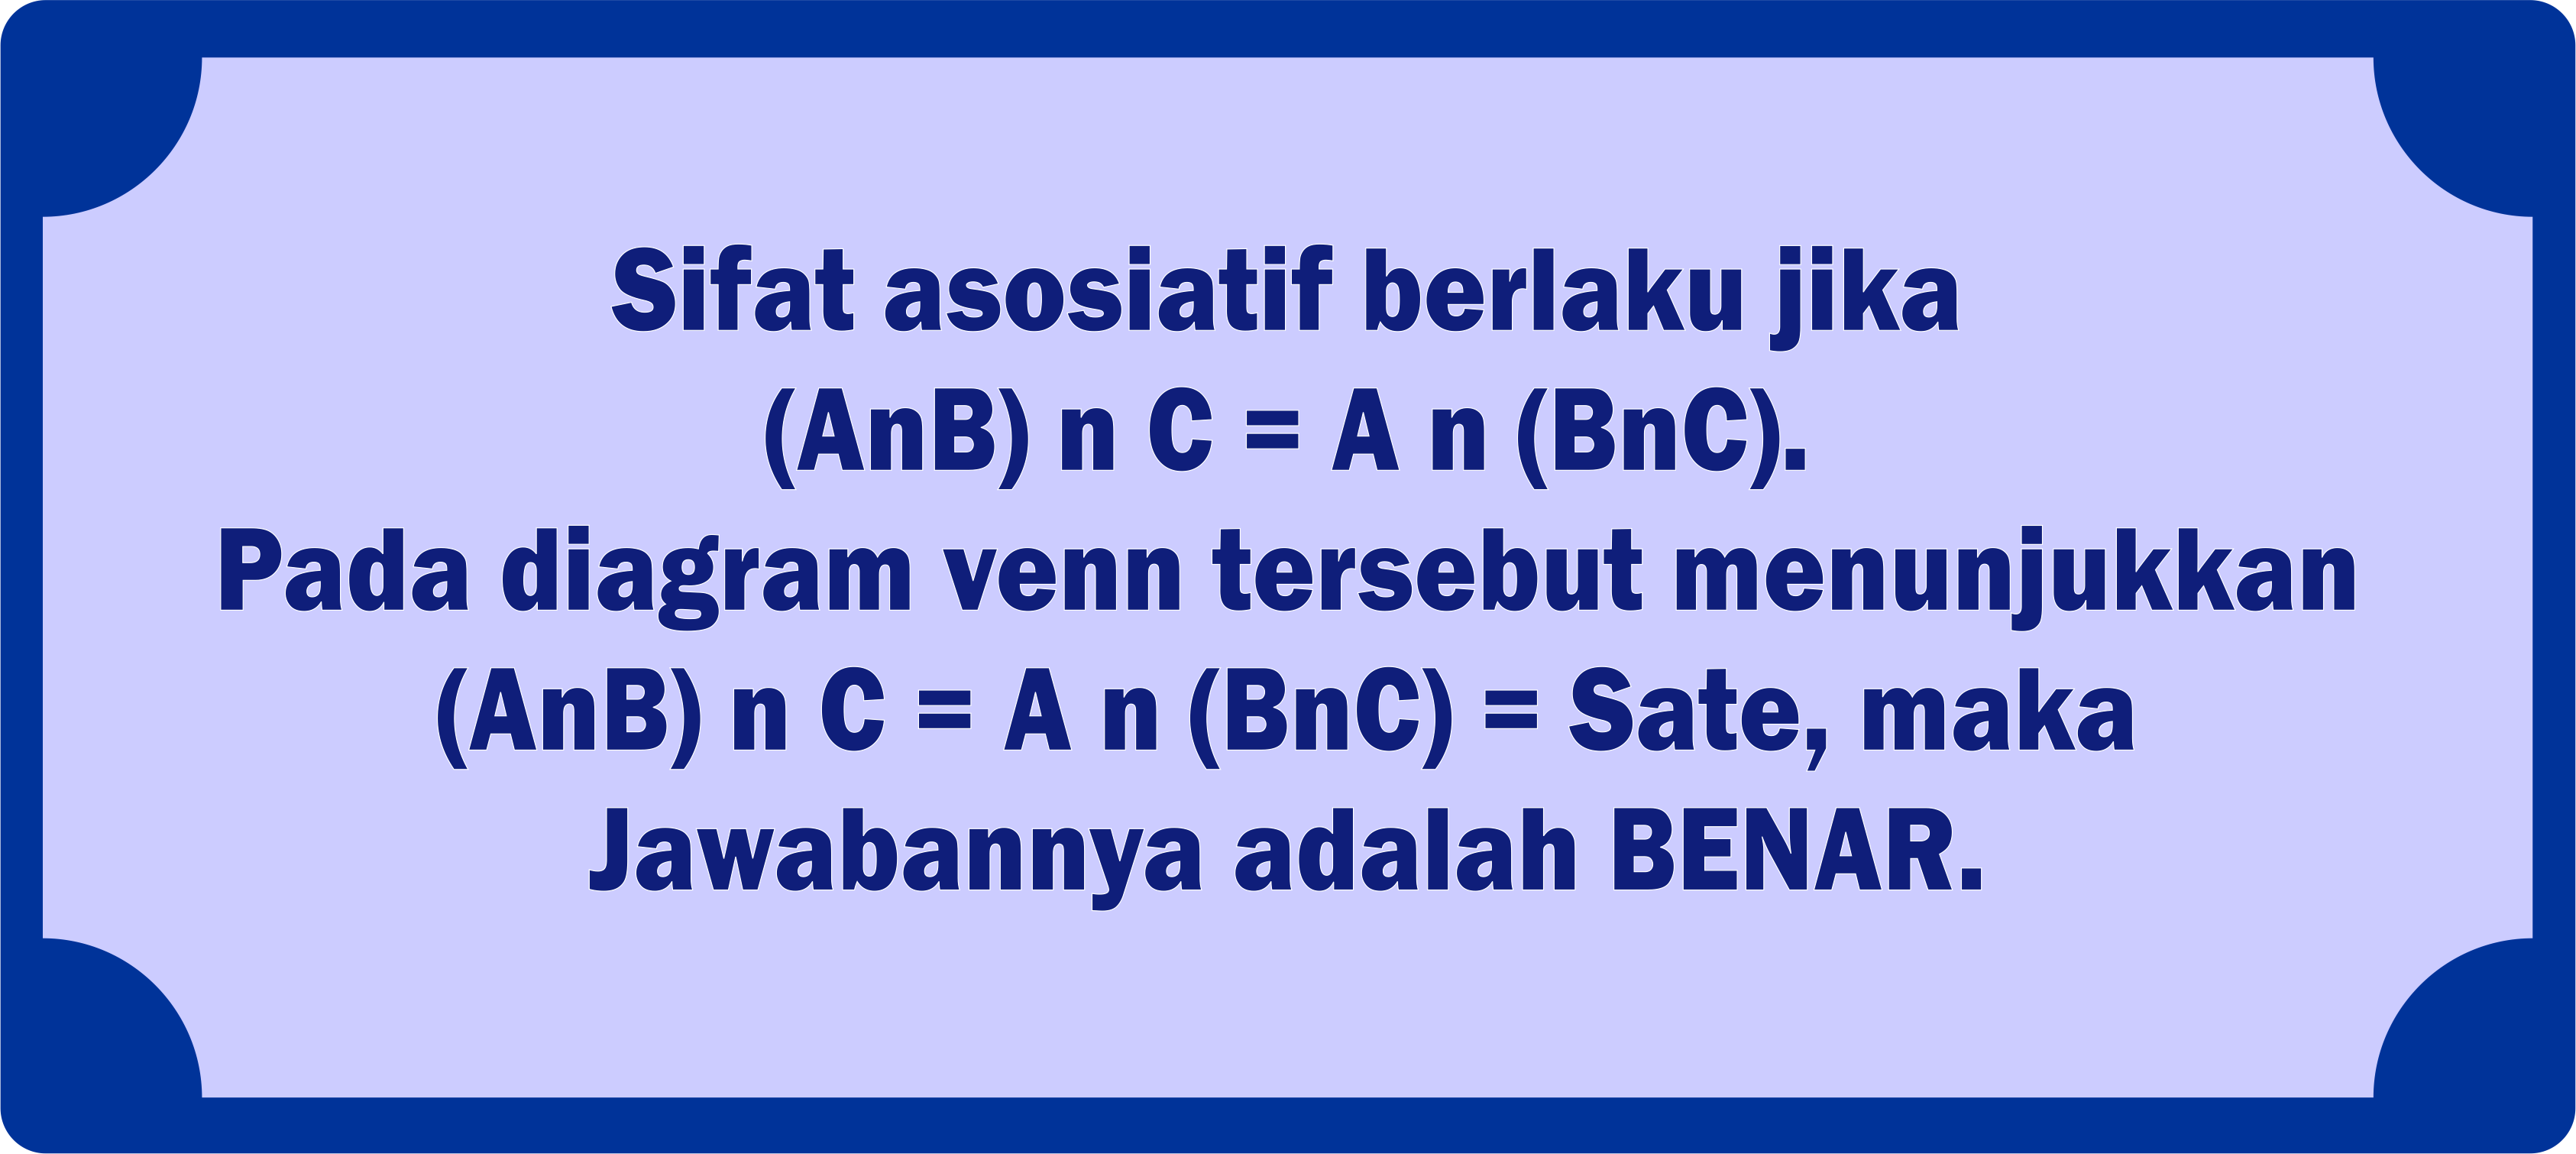 Sifat asosiatif berlaku jika
(AnB) n C = A n (BnC).
Pada diagram venn tersebut menunjukkan
(AnB) n C = A n (BnC) = Sate, maka
Jawabannya adalah BENAR.